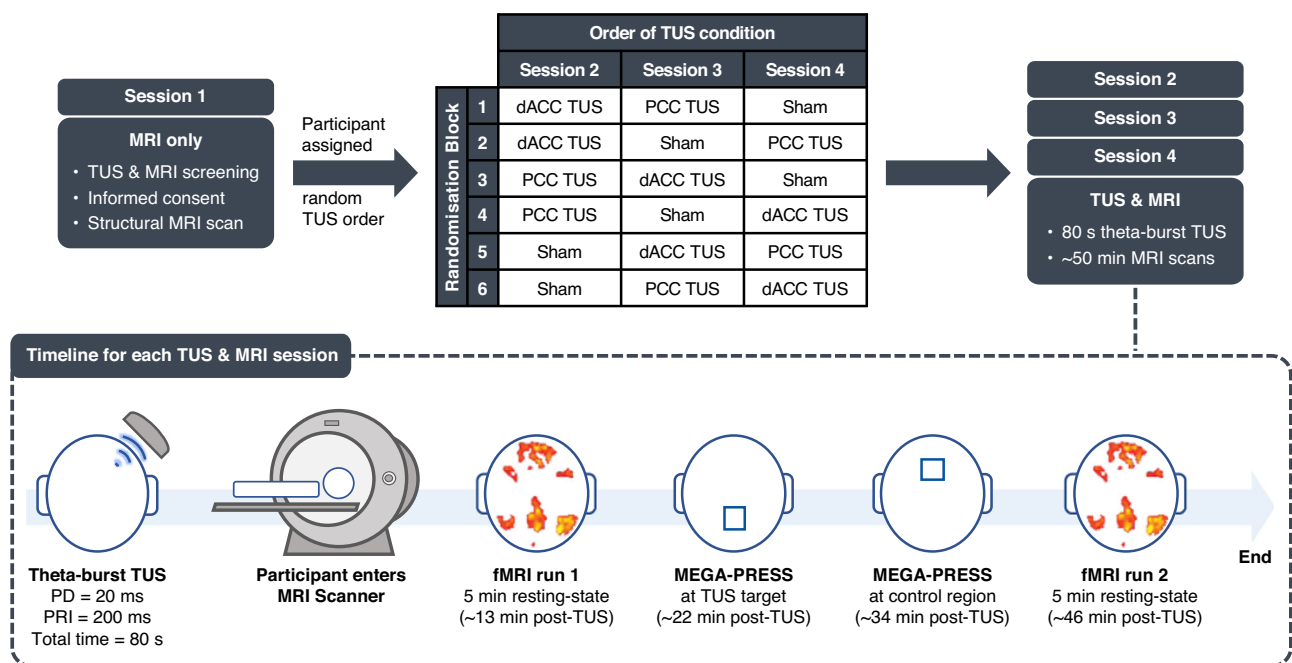 Session 1
MRI only
• TUS & MRI screening
• Informed consent
• Structural MRI scan
Participant
assigned
random
TUS order
Order of TUS condition
Session 2 Session 3 Session 4
Randomisation Block
1 dACC TUS PCC TUS Sham
2 dACC TUS Sham PCC TUS
3 PCC TUS dACC TUS Sham
4 PCC TUS Sham dACC TUS
5 Sham dACC TUS PCC TUS
6 Sham PCC TUS dACC TUS
Session 2
Session 3
Session 4
TUS & MRI
• 80 s theta-burst TUS
• ~50 min MRI scans
Timeline for each TUS & MRI session
Theta-burst TUS
PD = 20 ms
PRI = 200 ms
Total time = 80 s
Participant enters
MRI Scanner
fMRI run 1
5 min resting-state
(~13 min post-TUS)
MEGA-PRESS
at TUS target
(~22 min post-TUS)
MEGA-PRESS
at control region
(~34 min post-TUS)
fMRI run 2
5 min resting-state
(~46 min post-TUS)
End